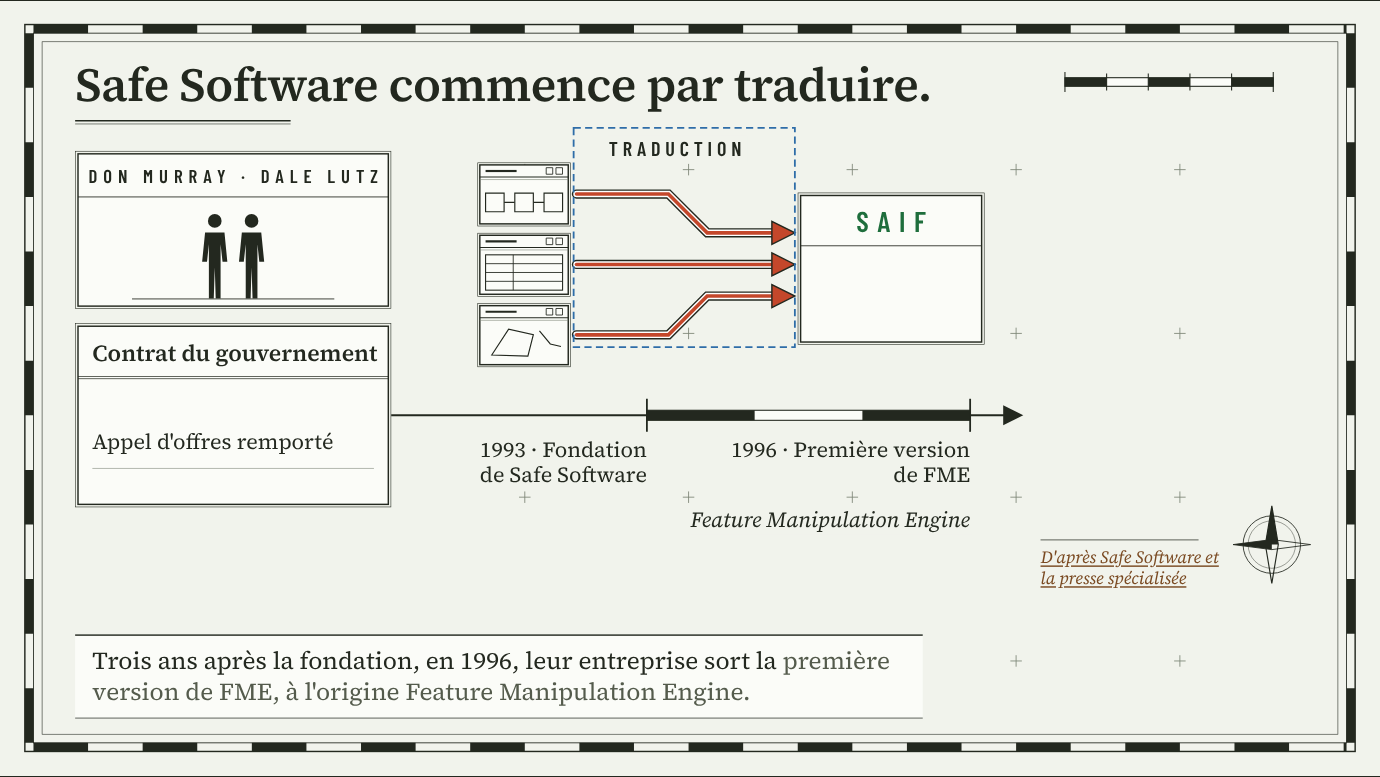 Safe Software commence par traduire.
DON MURRAY · DALE LUTZ
TRADUCTION
SAIF
Contrat du gouvernement
Appel d'offres remporté
1993 · Fondation
de Safe Software
1996 · Première version
de FME
Feature Manipulation Engine
D'après Safe Software et
la presse spécialisée
Trois ans après la fondation, en 1996, leur entreprise sort la première
version de FME, à l'origine Feature Manipulation Engine.